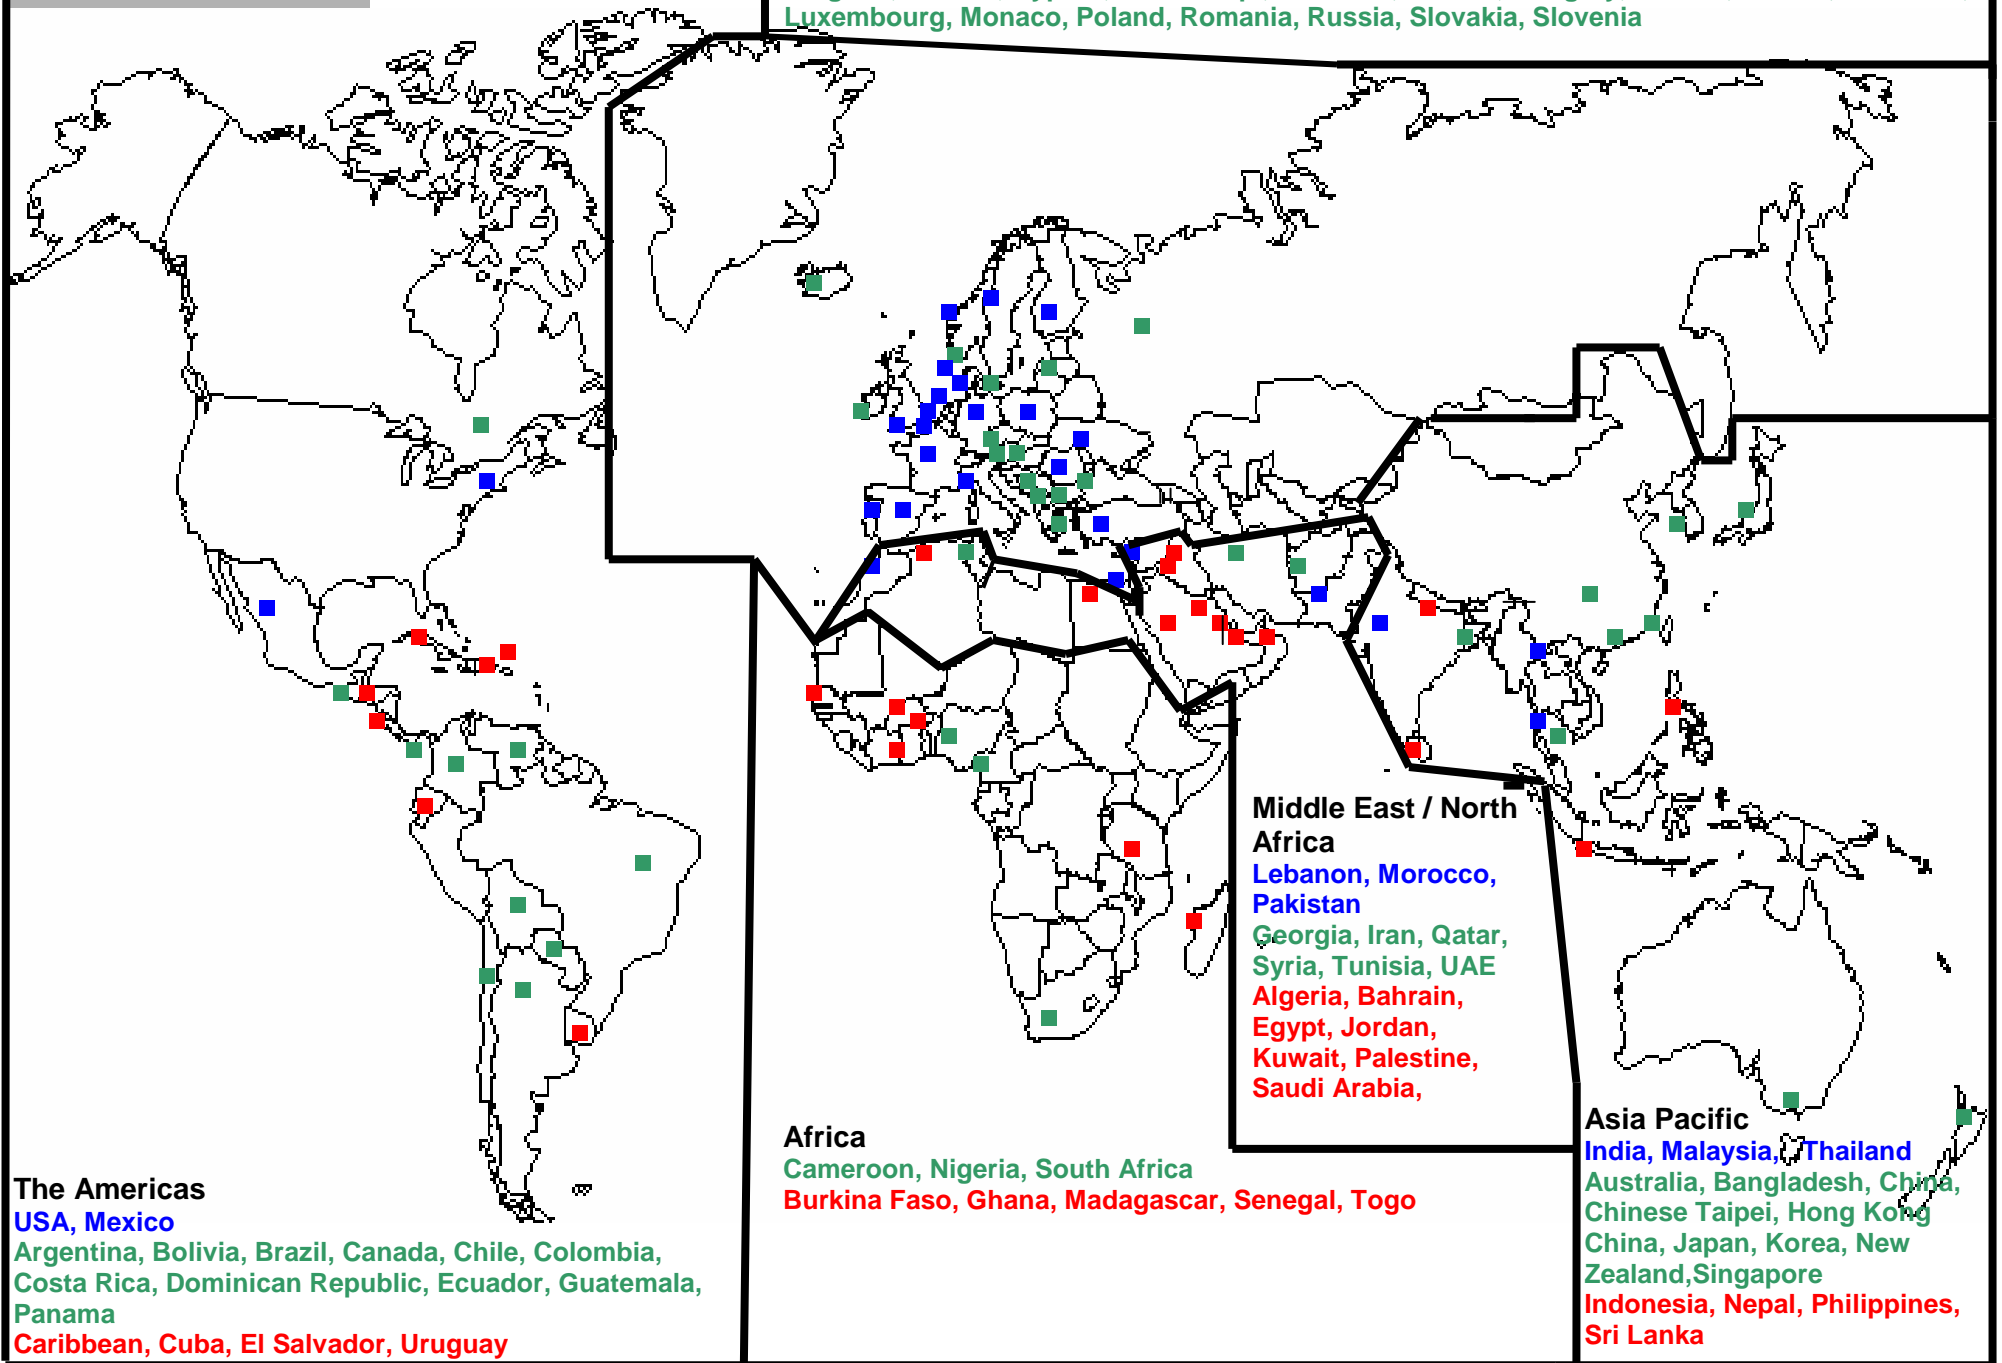 Luxembourg, Monaco, Poland, Romania, Russia, Slovakia, Slovenia
Middle East / North
Africa
Lebanon, Morocco,
Pakistan
Georgia, Iran, Qatar,
Syria, Tunisia, UAE
Algeria, Bahrain,
Egypt, Jordan,
Kuwait, Palestine,
Saudi Arabia,
Asia Pacific
India, Malaysia, Thailand
Australia, Bangladesh, China,
Chinese Taipei, Hong Kong
China, Japan, Korea, New
Zealand,Singapore
Indonesia, Nepal, Philippines,
Sri Lanka
Africa
Cameroon, Nigeria, South Africa
Burkina Faso, Ghana, Madagascar, Senegal, Togo
The Americas
USA, Mexico
Argentina, Bolivia, Brazil, Canada, Chile, Colombia,
Costa Rica, Dominican Republic, Ecuador, Guatemala,
Panama
Caribbean, Cuba, El Salvador, Uruguay